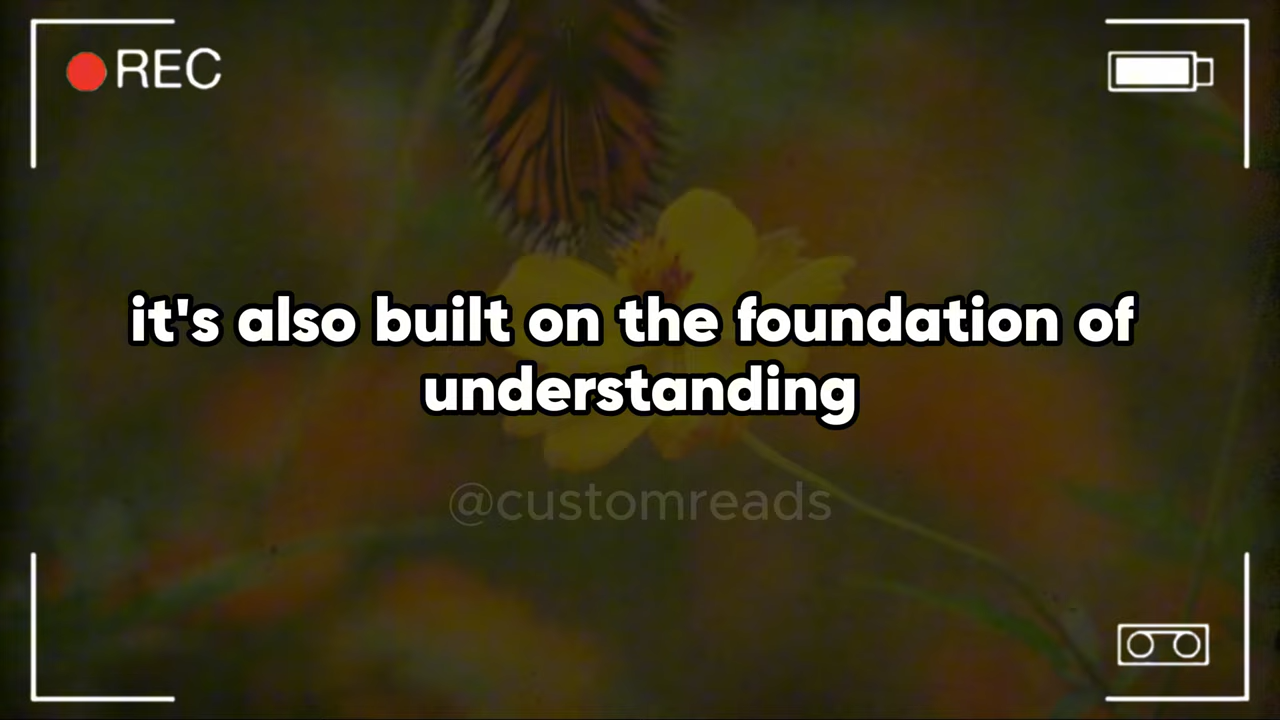 REC
it's also built on the foundation of
understanding
@customreads